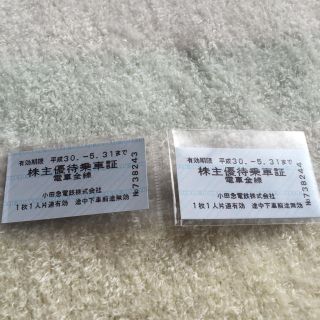 有効期限 平成30.-5.31まで
株主優待乗車証
電車全線
小田急電鉄株式会社
1枚1人片道有効 途中下車前途無効
№738243
有効期限 平成30.-5.31まで
株主優待乗車証
電車全線
小田急電鉄株式会社
1枚1人片道有効 途中下車前途無効
№738244